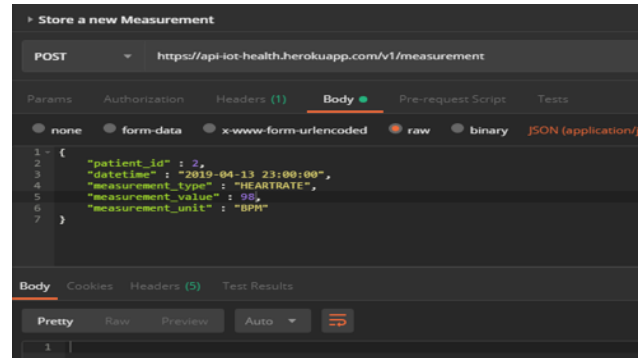 Store a new Measurement
POST https://api-iot-health.herokuapp.com/v1/measurement
Params Authorization Headers (1) Body Pre-request Script Tests
none form-data x-www-form-urlencoded raw binary JSON (application/j
1 {
2 "patient_id" : 2,
3 "datetime" : "2019-04-13 23:00:00",
4 "measurement_type" : "HEARTRATE",
5 "measurement_value" : 98,
6 "measurement_unit" : "BPM"
7 }
Body Cookies Headers (5) Test Results
Pretty Raw Preview Auto
1